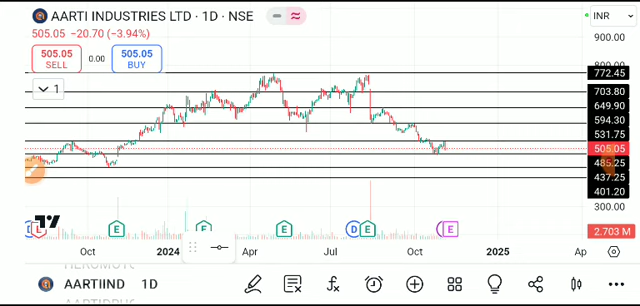 AARTI INDUSTRIES LTD · 1D · NSE
INR
505.05 −20.70 (−3.94%)
505.05
SELL
0.00
505.05
BUY
1
900.00
800.00
772.45
703.80
649.90
594.30
531.75
505.05
485.25
437.25
401.20
300.00
2.703 M
D
L
E
E
E
D
E
E
Oct
2024
Apr
Jul
Oct
2025
Ap
AARTIIND 1D